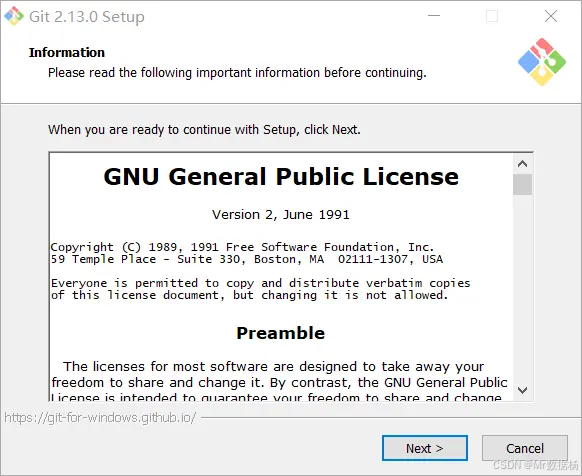 Git 2.13.0 Setup
Information
Please read the following important information before continuing.
When you are ready to continue with Setup, click Next.
GNU General Public License
Version 2, June 1991
Copyright (C) 1989, 1991 Free Software Foundation, Inc.
59 Temple Place - Suite 330, Boston, MA  02111-1307, USA
Everyone is permitted to copy and distribute verbatim copies
of this license document, but changing it is not allowed.
Preamble
The licenses for most software are designed to take away your
freedom to share and change it. By contrast, the GNU General Public
License is intended to guarantee your freedom to share and change
https://git-for-windows.github.io/
Next >
Cancel
CSDN @Mr数据杨